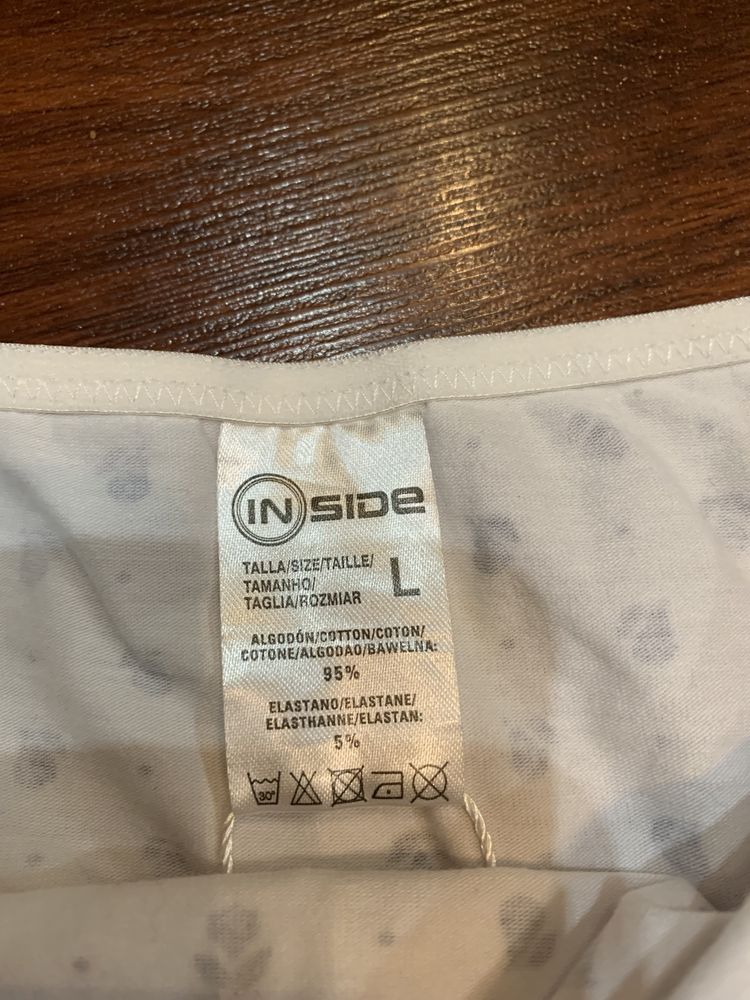 INSIDE
TALLA/SIZE/TAILLE/
TAMANHO/
TAGLIA/ROZMIAR
L
ALGODÓN/COTTON/COTON/
COTONE/ALGODAO/BAWELNA:
95%
ELASTANO/ELASTANE/
ELASTHANNE/ELASTAN:
5%
30°